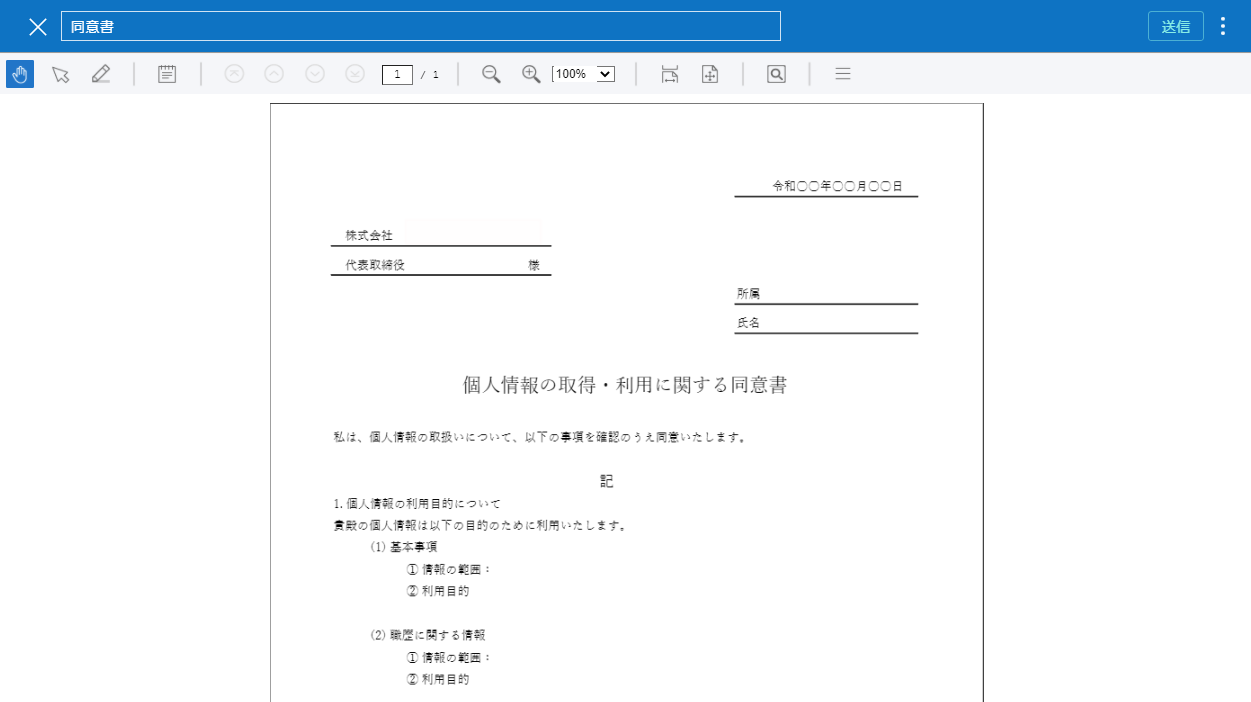 同意書
送信
1 / 1
100%
令和〇〇年〇〇月〇〇日
株式会社
代表取締役 様
所属
氏名
個人情報の取得・利用に関する同意書
私は、個人情報の取扱いについて、以下の事項を確認のうえ同意いたします。
記
1. 個人情報の利用目的について
貴殿の個人情報は以下の目的のために利用いたします。
(1) 基本事項
① 情報の範囲：
② 利用目的
(2) 職歴に関する情報
① 情報の範囲：
② 利用目的